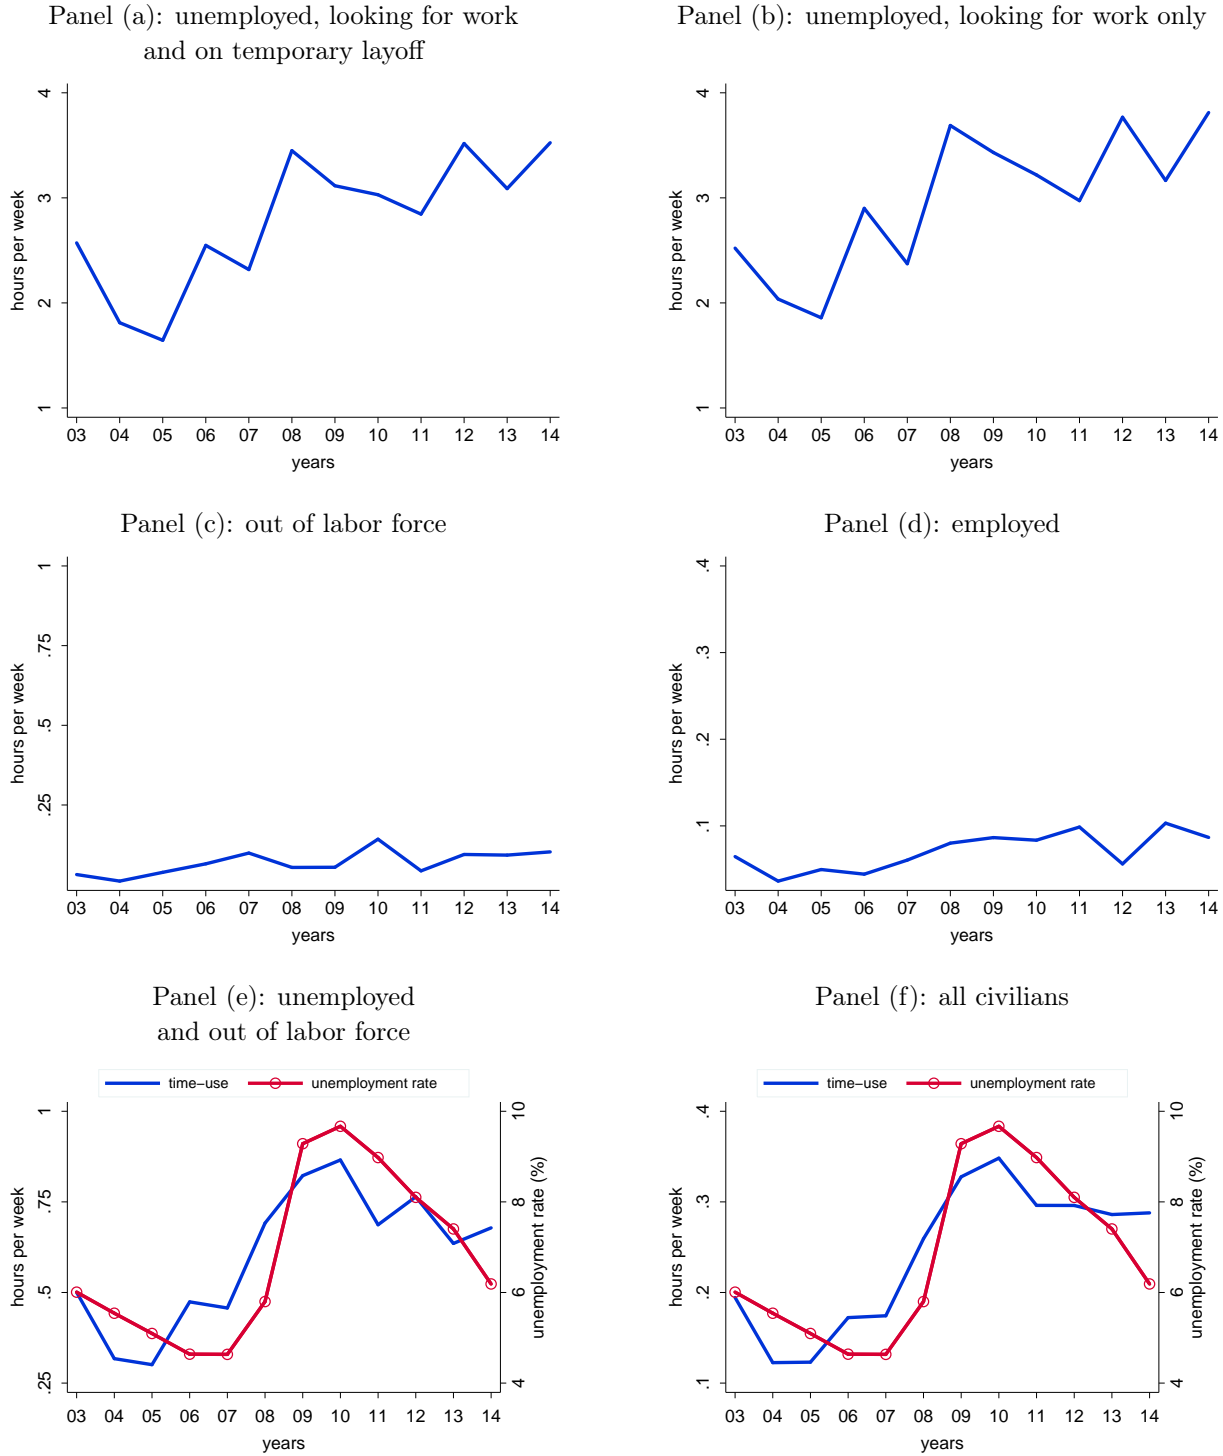 Panel (a): unemployed, looking for work
and on temporary layoff
hours per week
4
3
2
1
03 04 05 06 07 08 09 10 11 12 13 14
years
Panel (b): unemployed, looking for work only
hours per week
4
3
2
1
03 04 05 06 07 08 09 10 11 12 13 14
years
Panel (c): out of labor force
hours per week
1
.75
.5
.25
03 04 05 06 07 08 09 10 11 12 13 14
years
Panel (d): employed
hours per week
.4
.3
.2
.1
03 04 05 06 07 08 09 10 11 12 13 14
years
Panel (e): unemployed
and out of labor force
time−use unemployment rate
hours per week
1
.75
.5
.25
unemployment rate (%)
10
8
6
4
03 04 05 06 07 08 09 10 11 12 13 14
years
Panel (f): all civilians
time−use unemployment rate
hours per week
.4
.3
.2
.1
unemployment rate (%)
10
8
6
4
03 04 05 06 07 08 09 10 11 12 13 14
years